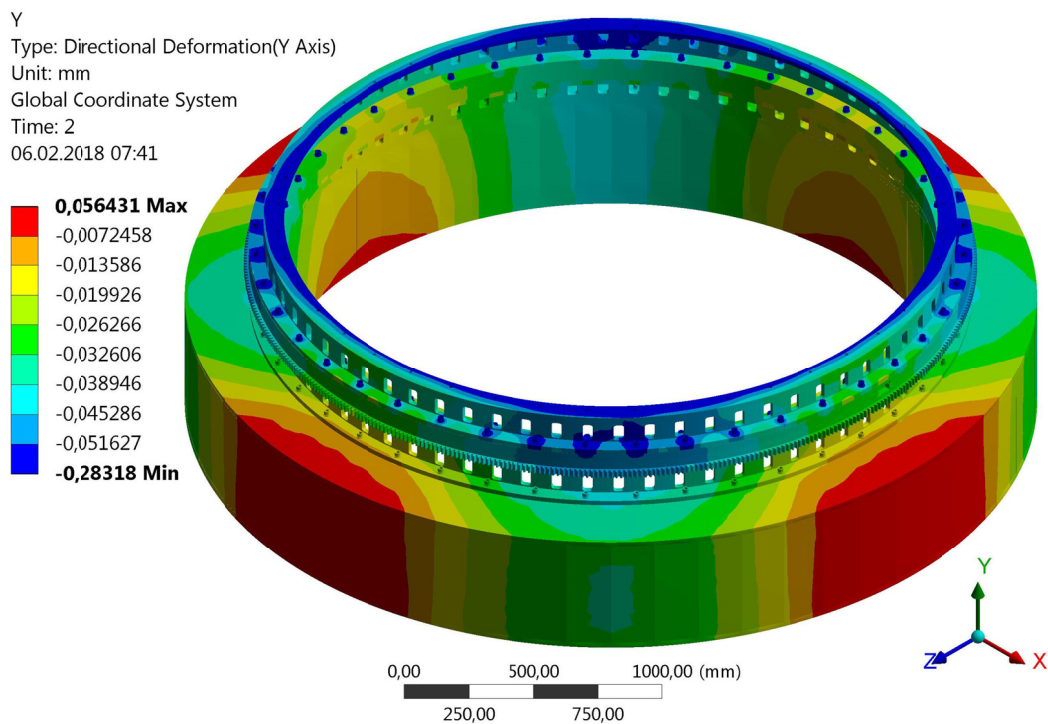 Y
Type: Directional Deformation(Y Axis)
Unit: mm
Global Coordinate System
Time: 2
06.02.2018 07:41
0,056431 Max
-0,0072458
-0,013586
-0,019926
-0,026266
-0,032606
-0,038946
-0,045286
-0,051627
-0,28318 Min
Y
Z
X
0,00 500,00 1000,00 (mm)
250,00 750,00